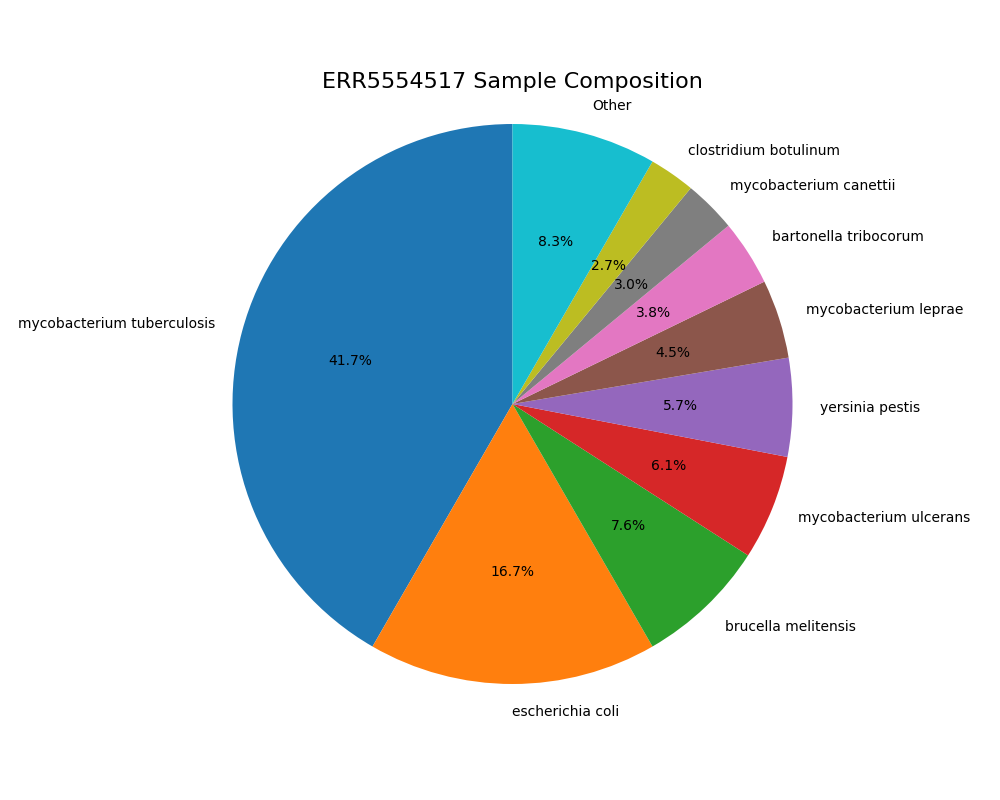 ERR5554517 Sample Composition
Other
clostridium botulinum
mycobacterium canettii
bartonella tribocorum
mycobacterium leprae
mycobacterium tuberculosis
yersinia pestis
mycobacterium ulcerans
brucella melitensis
escherichia coli
8.3%
2.7%
3.0%
3.8%
4.5%
41.7%
5.7%
6.1%
7.6%
16.7%